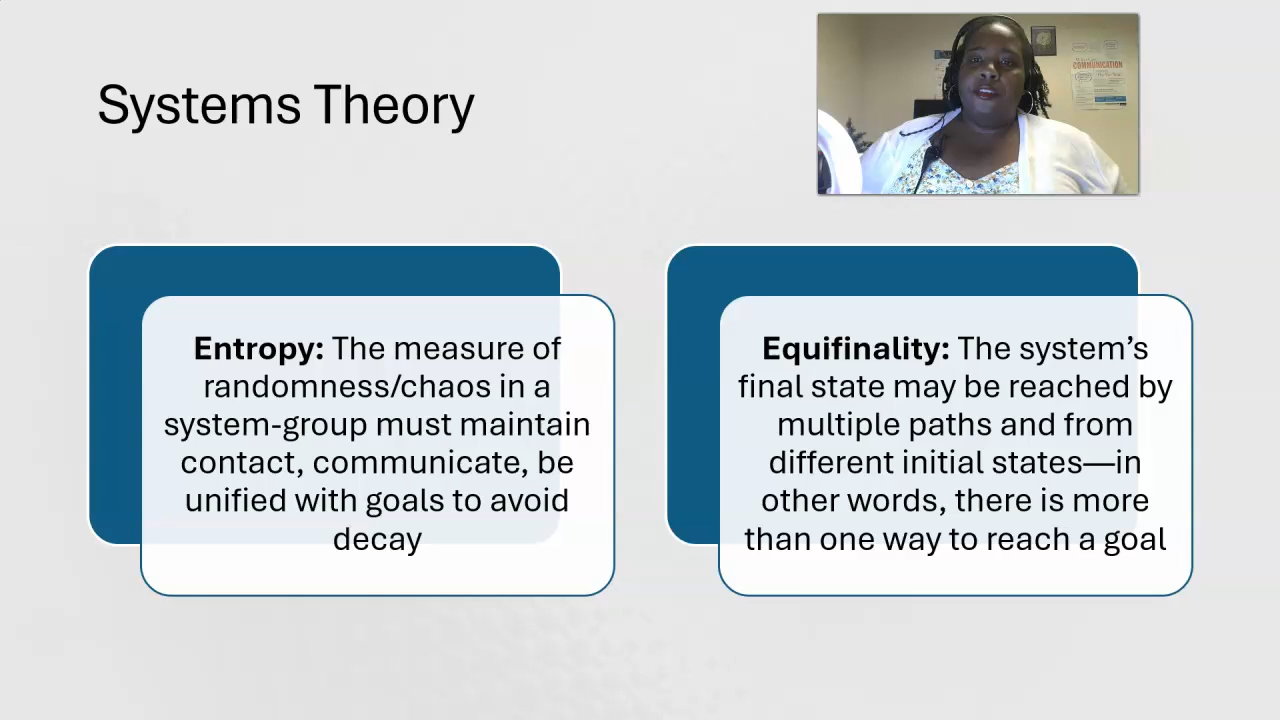 Systems Theory
COMMUNICATION
Entropy: The measure of
randomness/chaos in a
system-group must maintain
contact, communicate, be
unified with goals to avoid
decay
Equifinality: The system’s
final state may be reached by
multiple paths and from
different initial states—in
other words, there is more
than one way to reach a goal